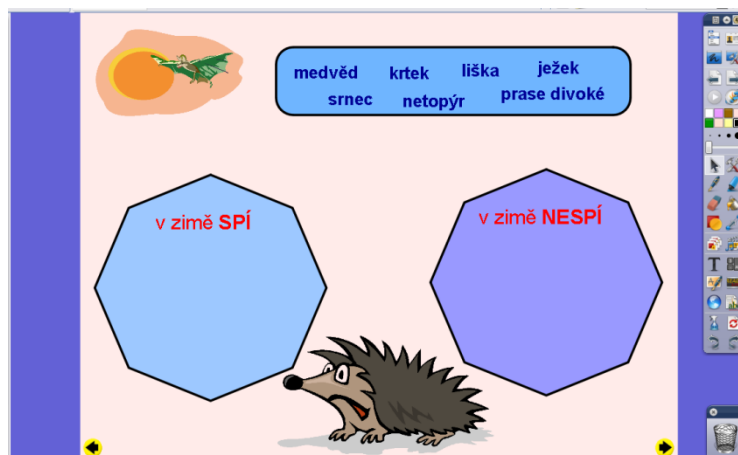 medvěd krtek liška ježek
srnec netopýr prase divoké
v zimě SPÍ
v zimě NESPÍ